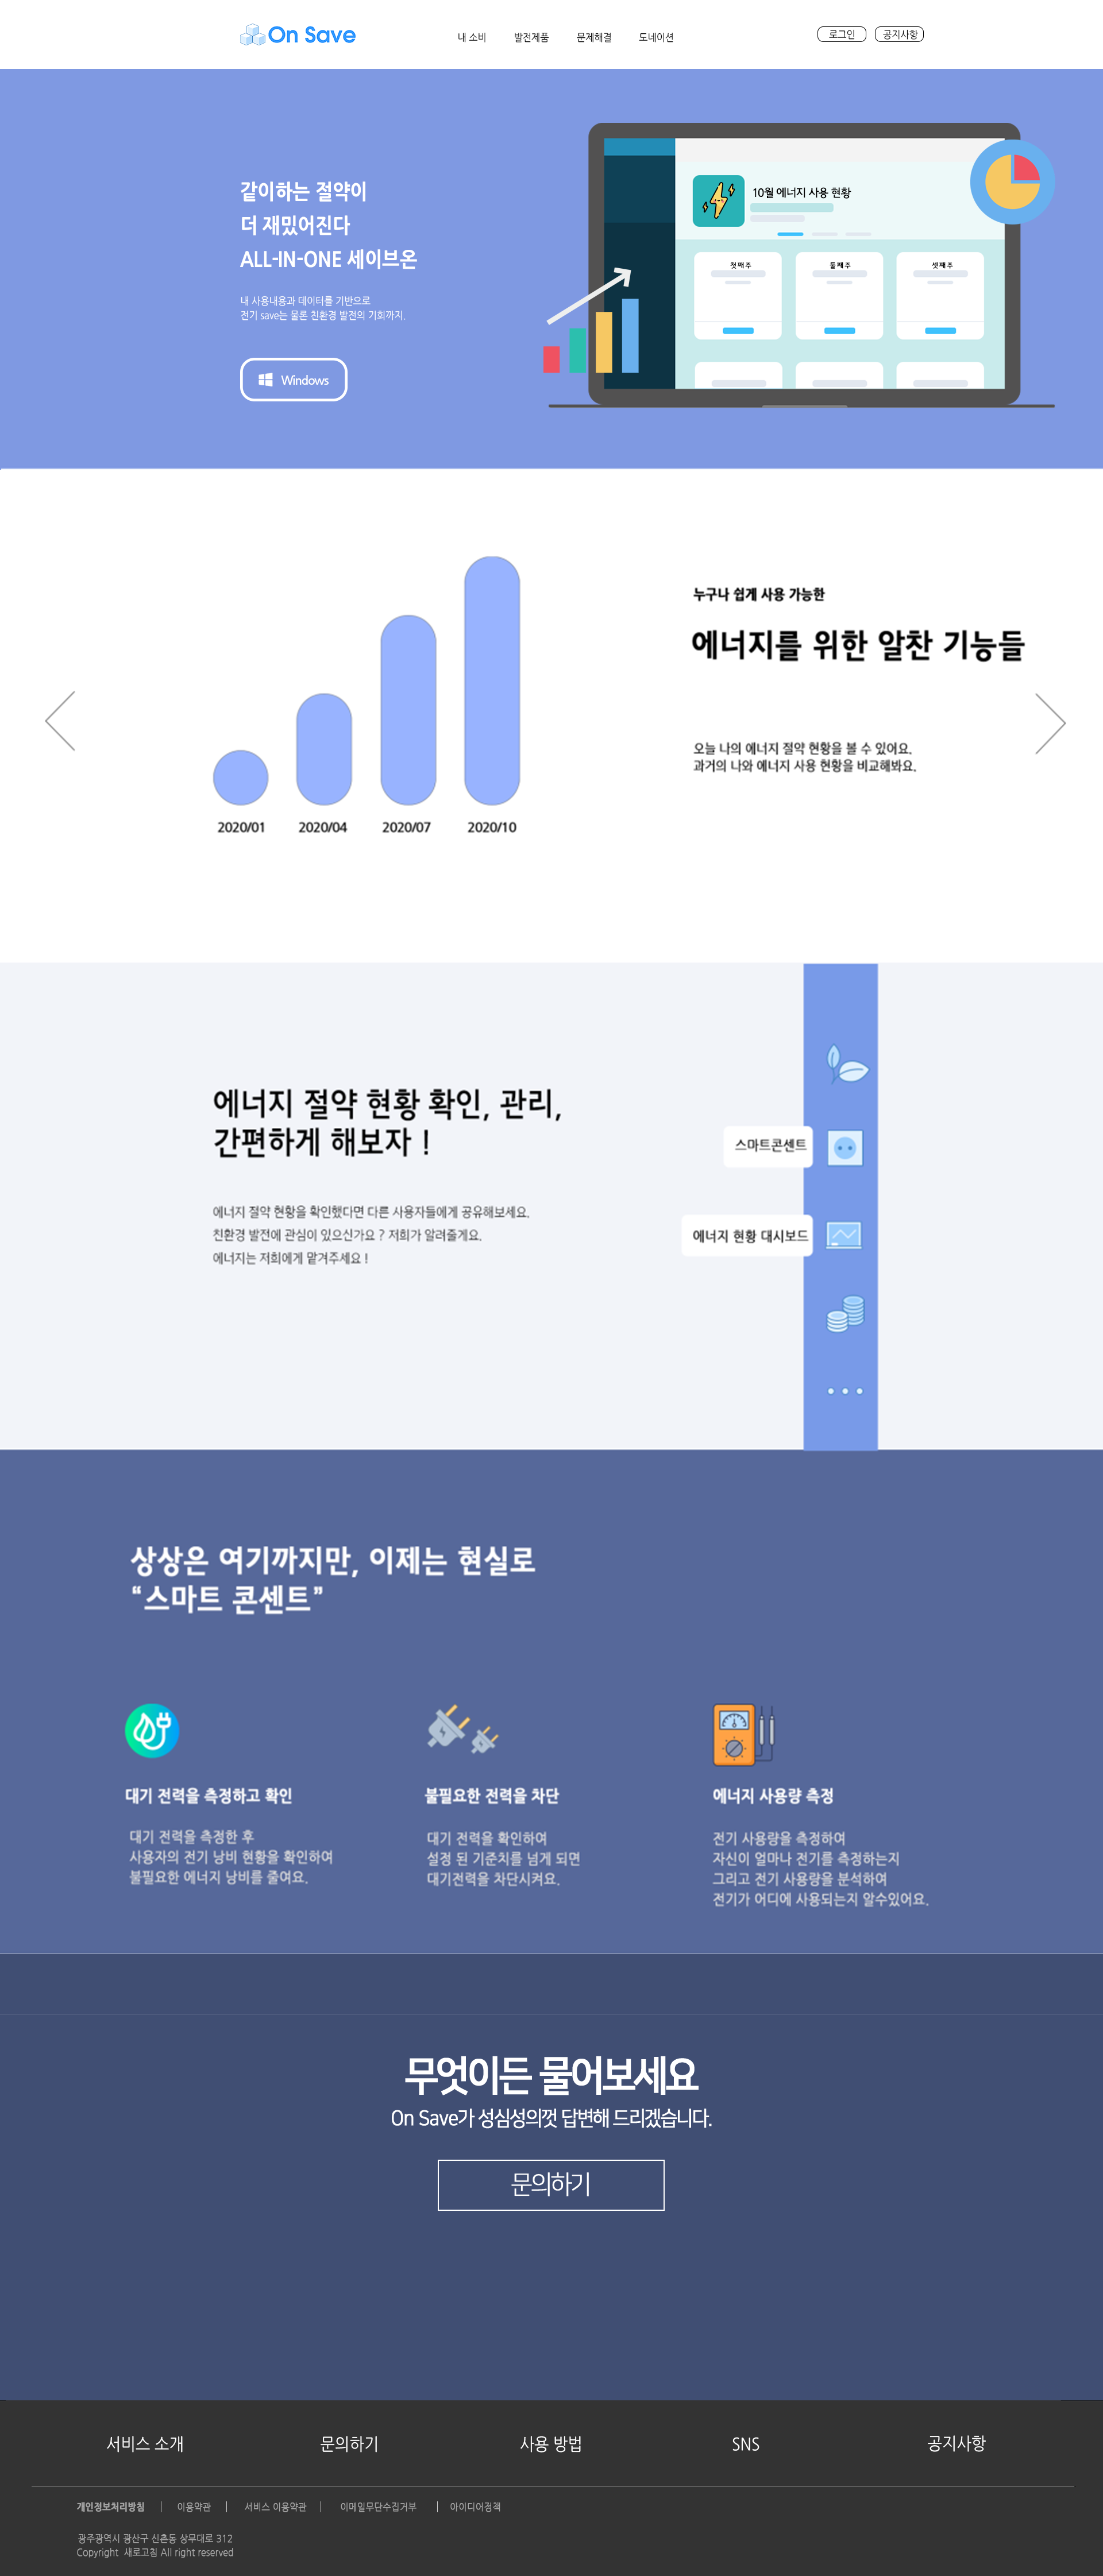 On Save
내 소비 발전제품 문제해결 도네이션
로그인 공지사항
같이하는 절약이
더 재밌어진다
ALL-IN-ONE 세이브온
내 사용내용과 데이터를 기반으로
전기 save는 물론 친환경 발전의 기회까지.
Windows
10월 에너지 사용 현황
첫째주 둘째주 셋째주
누구나 쉽게 사용 가능한
에너지를 위한 알찬 기능들
오늘 나의 에너지 절약 현황을 볼 수 있어요.
과거의 나와 에너지 사용 현황을 비교해봐요.
2020/01 2020/04 2020/07 2020/10
에너지 절약 현황 확인, 관리,
간편하게 해보자 !
에너지 절약 현황을 확인했다면 다른 사용자들에게 공유해보세요.
친환경 발전에 관심이 있으신가요 ? 저희가 알려줄게요.
에너지는 저희에게 맡겨주세요 !
스마트콘센트
에너지 현황 대시보드
상상은 여기까지만, 이제는 현실로
“스마트 콘센트”
대기 전력을 측정하고 확인
대기 전력을 측정한 후
사용자의 전기 낭비 현황을 확인하여
불필요한 에너지 낭비를 줄여요.
불필요한 전력을 차단
대기 전력을 확인하여
설정 된 기준치를 넘게 되면
대기전력을 차단시켜요.
에너지 사용량 측정
전기 사용량을 측정하여
자신이 얼마나 전기를 측정하는지
그리고 전기 사용량을 분석하여
전기가 어디에 사용되는지 알수있어요.
무엇이든 물어보세요
On Save가 성심성의껏 답변해 드리겠습니다.
문의하기
서비스 소개 문의하기 사용 방법 SNS 공지사항
개인정보처리방침 | 이용약관 | 서비스 이용약관 | 이메일무단수집거부 | 아이디어정책
광주광역시 광산구 신촌동 상무대로 312
Copyright 새로고침 All right reserved